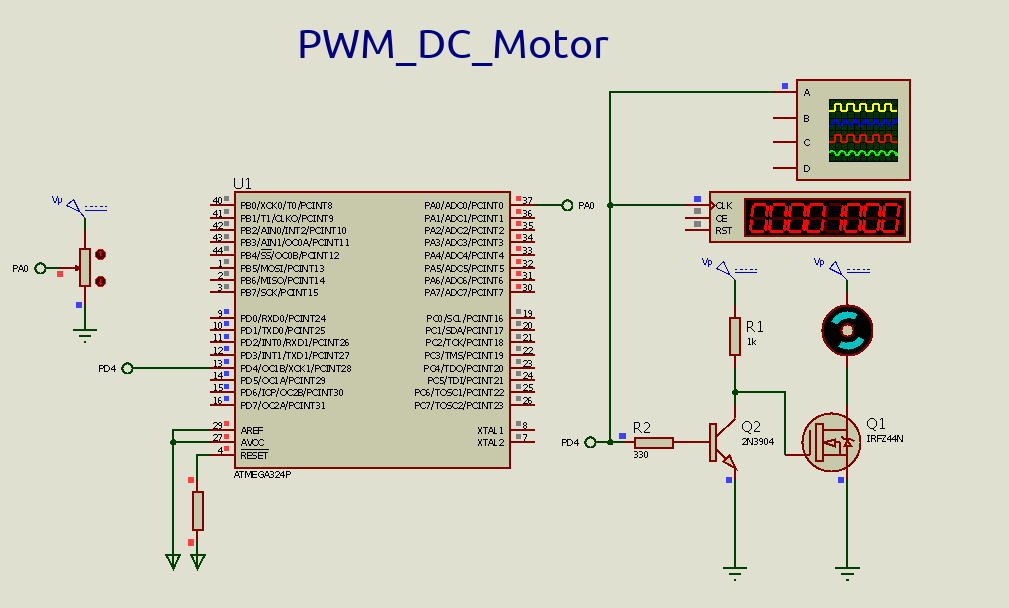 PWM_DC_Motor
A
B
C
D
U1
40 PB0/XCK0/T0/PCINT8
41 PB1/T1/CLKO/PCINT9
42 PB2/AIN0/INT2/PCINT10
43 PB3/AIN1/OC0A/PCINT11
44 PB4/SS/OC0B/PCINT12
1 PB5/MOSI/PCINT13
2 PB6/MISO/PCINT14
3 PB7/SCK/PCINT15
9 PD0/RXD0/PCINT24
10 PD1/TXD0/PCINT25
11 PD2/INT0/RXD1/PCINT26
12 PD3/INT1/TXD1/PCINT27
13 PD4/OC1B/XCK1/PCINT28
14 PD5/OC1A/PCINT29
15 PD6/ICP/OC2B/PCINT30
16 PD7/OC2A/PCINT31
29 AREF
27 AVCC
4 RESET
PA0/ADC0/PCINT0 37
PA1/ADC1/PCINT1 36
PA2/ADC2/PCINT2 35
PA3/ADC3/PCINT3 34
PA4/ADC4/PCINT4 33
PA5/ADC5/PCINT5 32
PA6/ADC6/PCINT6 31
PA7/ADC7/PCINT7 30
PC0/SCL/PCINT16 19
PC1/SDA/PCINT17 20
PC2/TCK/PCINT18 21
PC3/TMS/PCINT19 22
PC4/TDO/PCINT20 23
PC5/TDI/PCINT21 24
PC6/TOSC1/PCINT22 25
PC7/TOSC2/PCINT23 26
XTAL1 8
XTAL2 7
ATMEGA324P
PA0
Vp
PA0
PD4
CLK
CE
RST
Vp
Vp
R1
1k
PD4
R2
330
Q2
2N3904
Q1
IRFZ44N